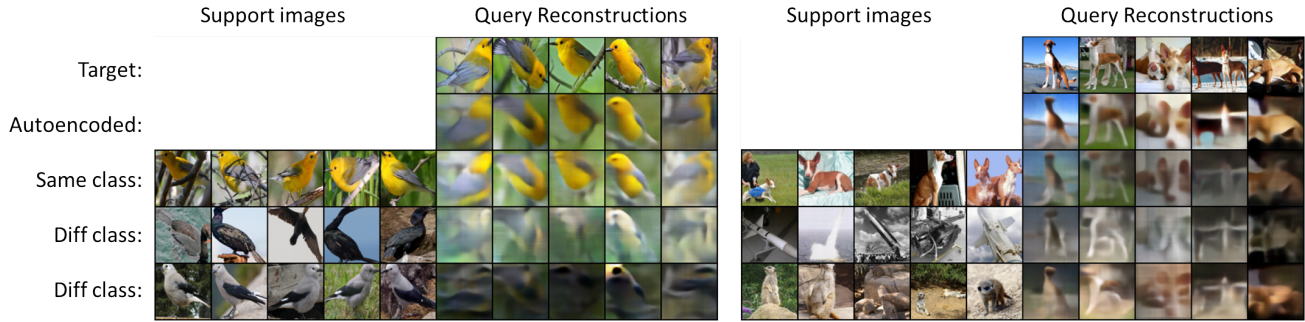 Support images Query Reconstructions Support images Query Reconstructions
Target:
Autoencoded:
Same class:
Diff class:
Diff class: